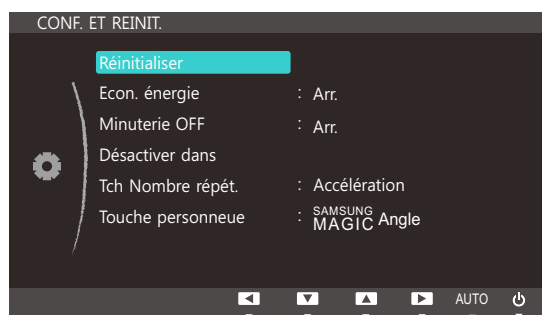 CONF. ET REINIT.
Réinitialiser
Econ. énergie : Arr.
Minuterie OFF : Arr.
Désactiver dans
Tch Nombre répét. : Accélération
Touche personneue : SAMSUNG MAGIC Angle
AUTO